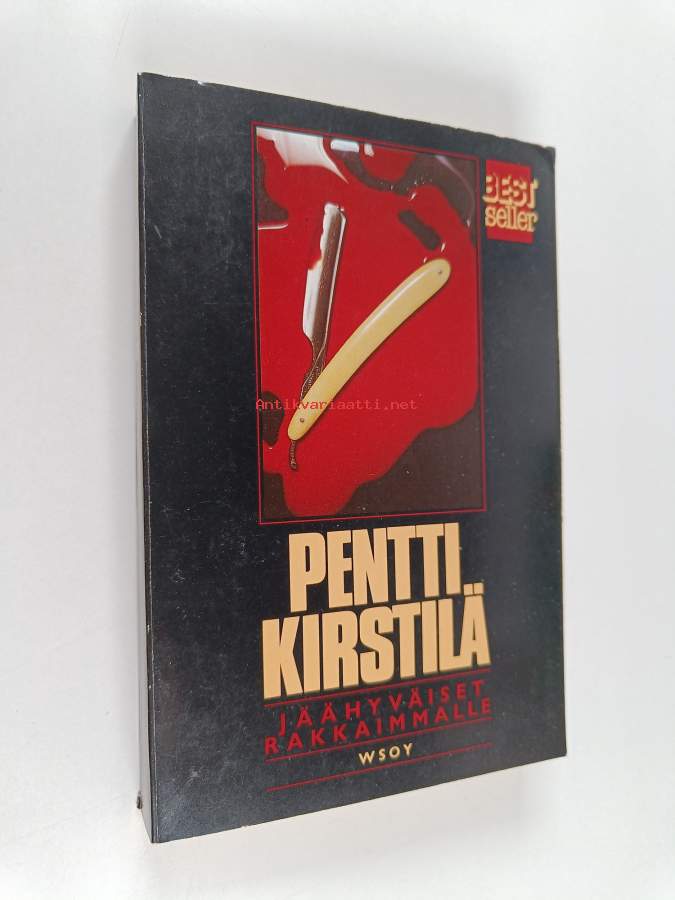 BEST
seller
Antikvariaatti.net
PENTTI
KIRSTILÄ
JÄÄHYVÄISET
RAKKAIMMALLE
WSOY